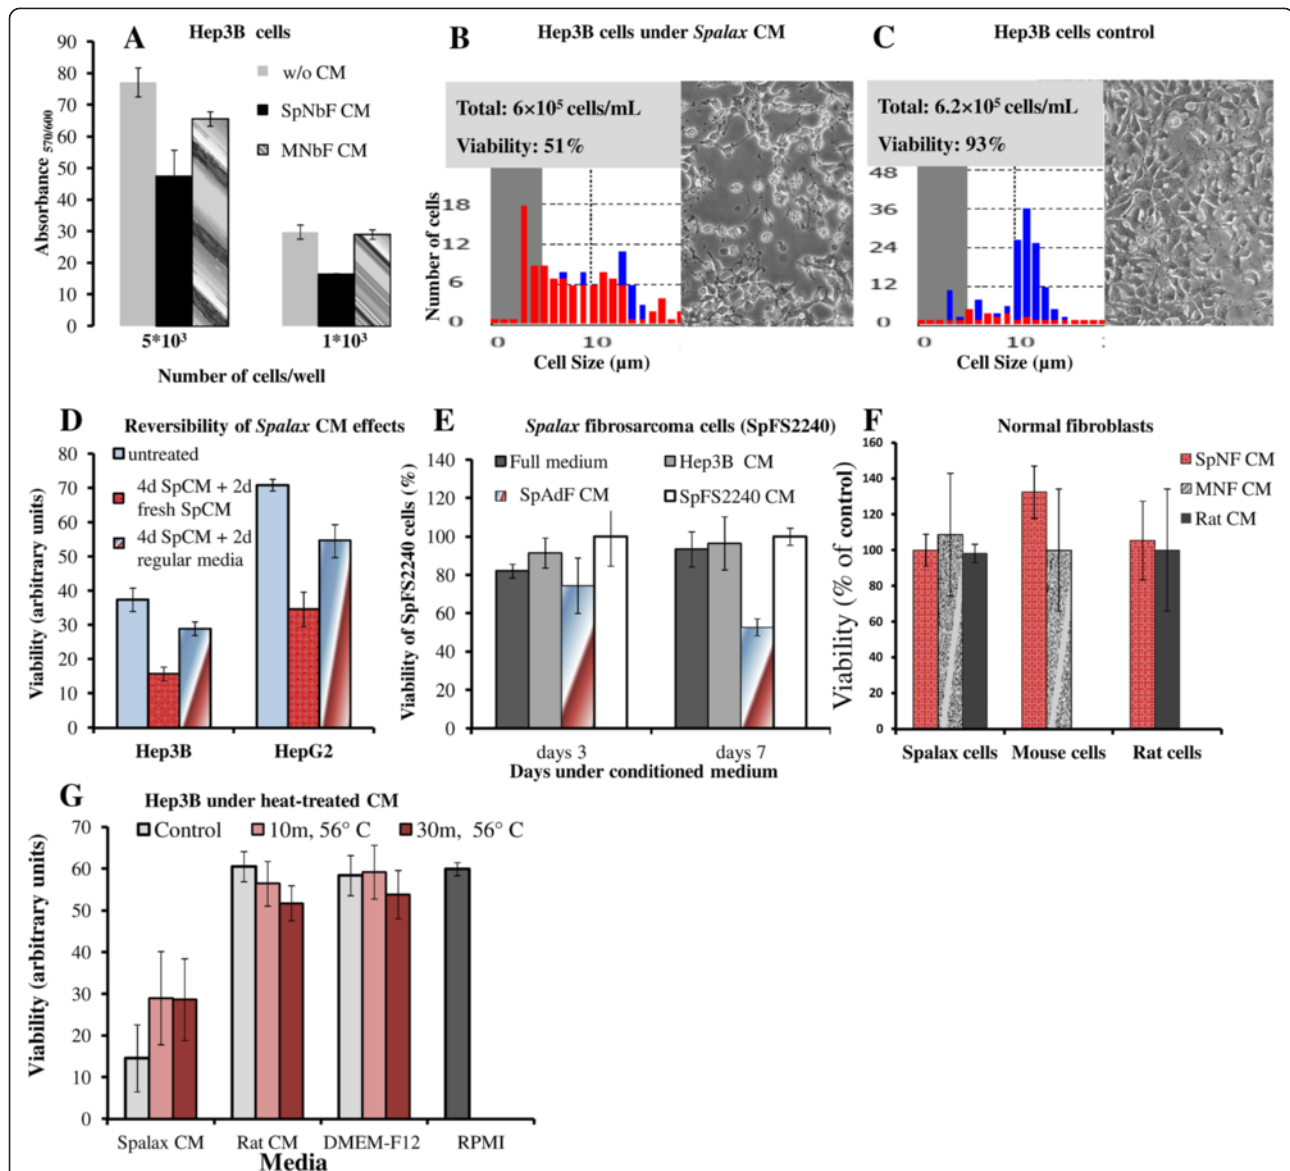 A Hep3B cells
90
80
70
60
50
40
30
20
10
0
Absorbance 570/600
w/o CM
SpNbF CM
MNbF CM
5*10³ 1*10³
Number of cells/well
B Hep3B cells under Spalax CM
Total: 6×10⁵ cells/mL
Viability: 51%
Number of cells
18
12
6
0
0 10
Cell Size (µm)
C Hep3B cells control
Total: 6.2×10⁵ cells/mL
Viability: 93%
48
36
24
12
0
0 10
Cell Size (µm)
D Reversibility of Spalax CM effects
80
70
60
50
40
30
20
10
0
Viability (arbitrary units)
untreated
4d SpCM + 2d
fresh SpCM
4d SpCM + 2d
regular media
Hep3B HepG2
E Spalax fibrosarcoma cells (SpFS2240)
140
120
100
80
60
40
20
0
Viability of SpFS2240 cells (%)
Full medium Hep3B CM
SpAdF CM SpFS2240 CM
days 3 days 7
Days under conditioned medium
F Normal fibroblasts
160
140
120
100
80
60
40
20
0
Viability (% of control)
SpNF CM
MNF CM
Rat CM
Spalax cells Mouse cells Rat cells
G Hep3B under heat-treated CM
70
60
50
40
30
20
10
0
Viability (arbitrary units)
Control 10m, 56° C 30m, 56° C
Spalax CM Rat CM DMEM-F12 RPMI
Media